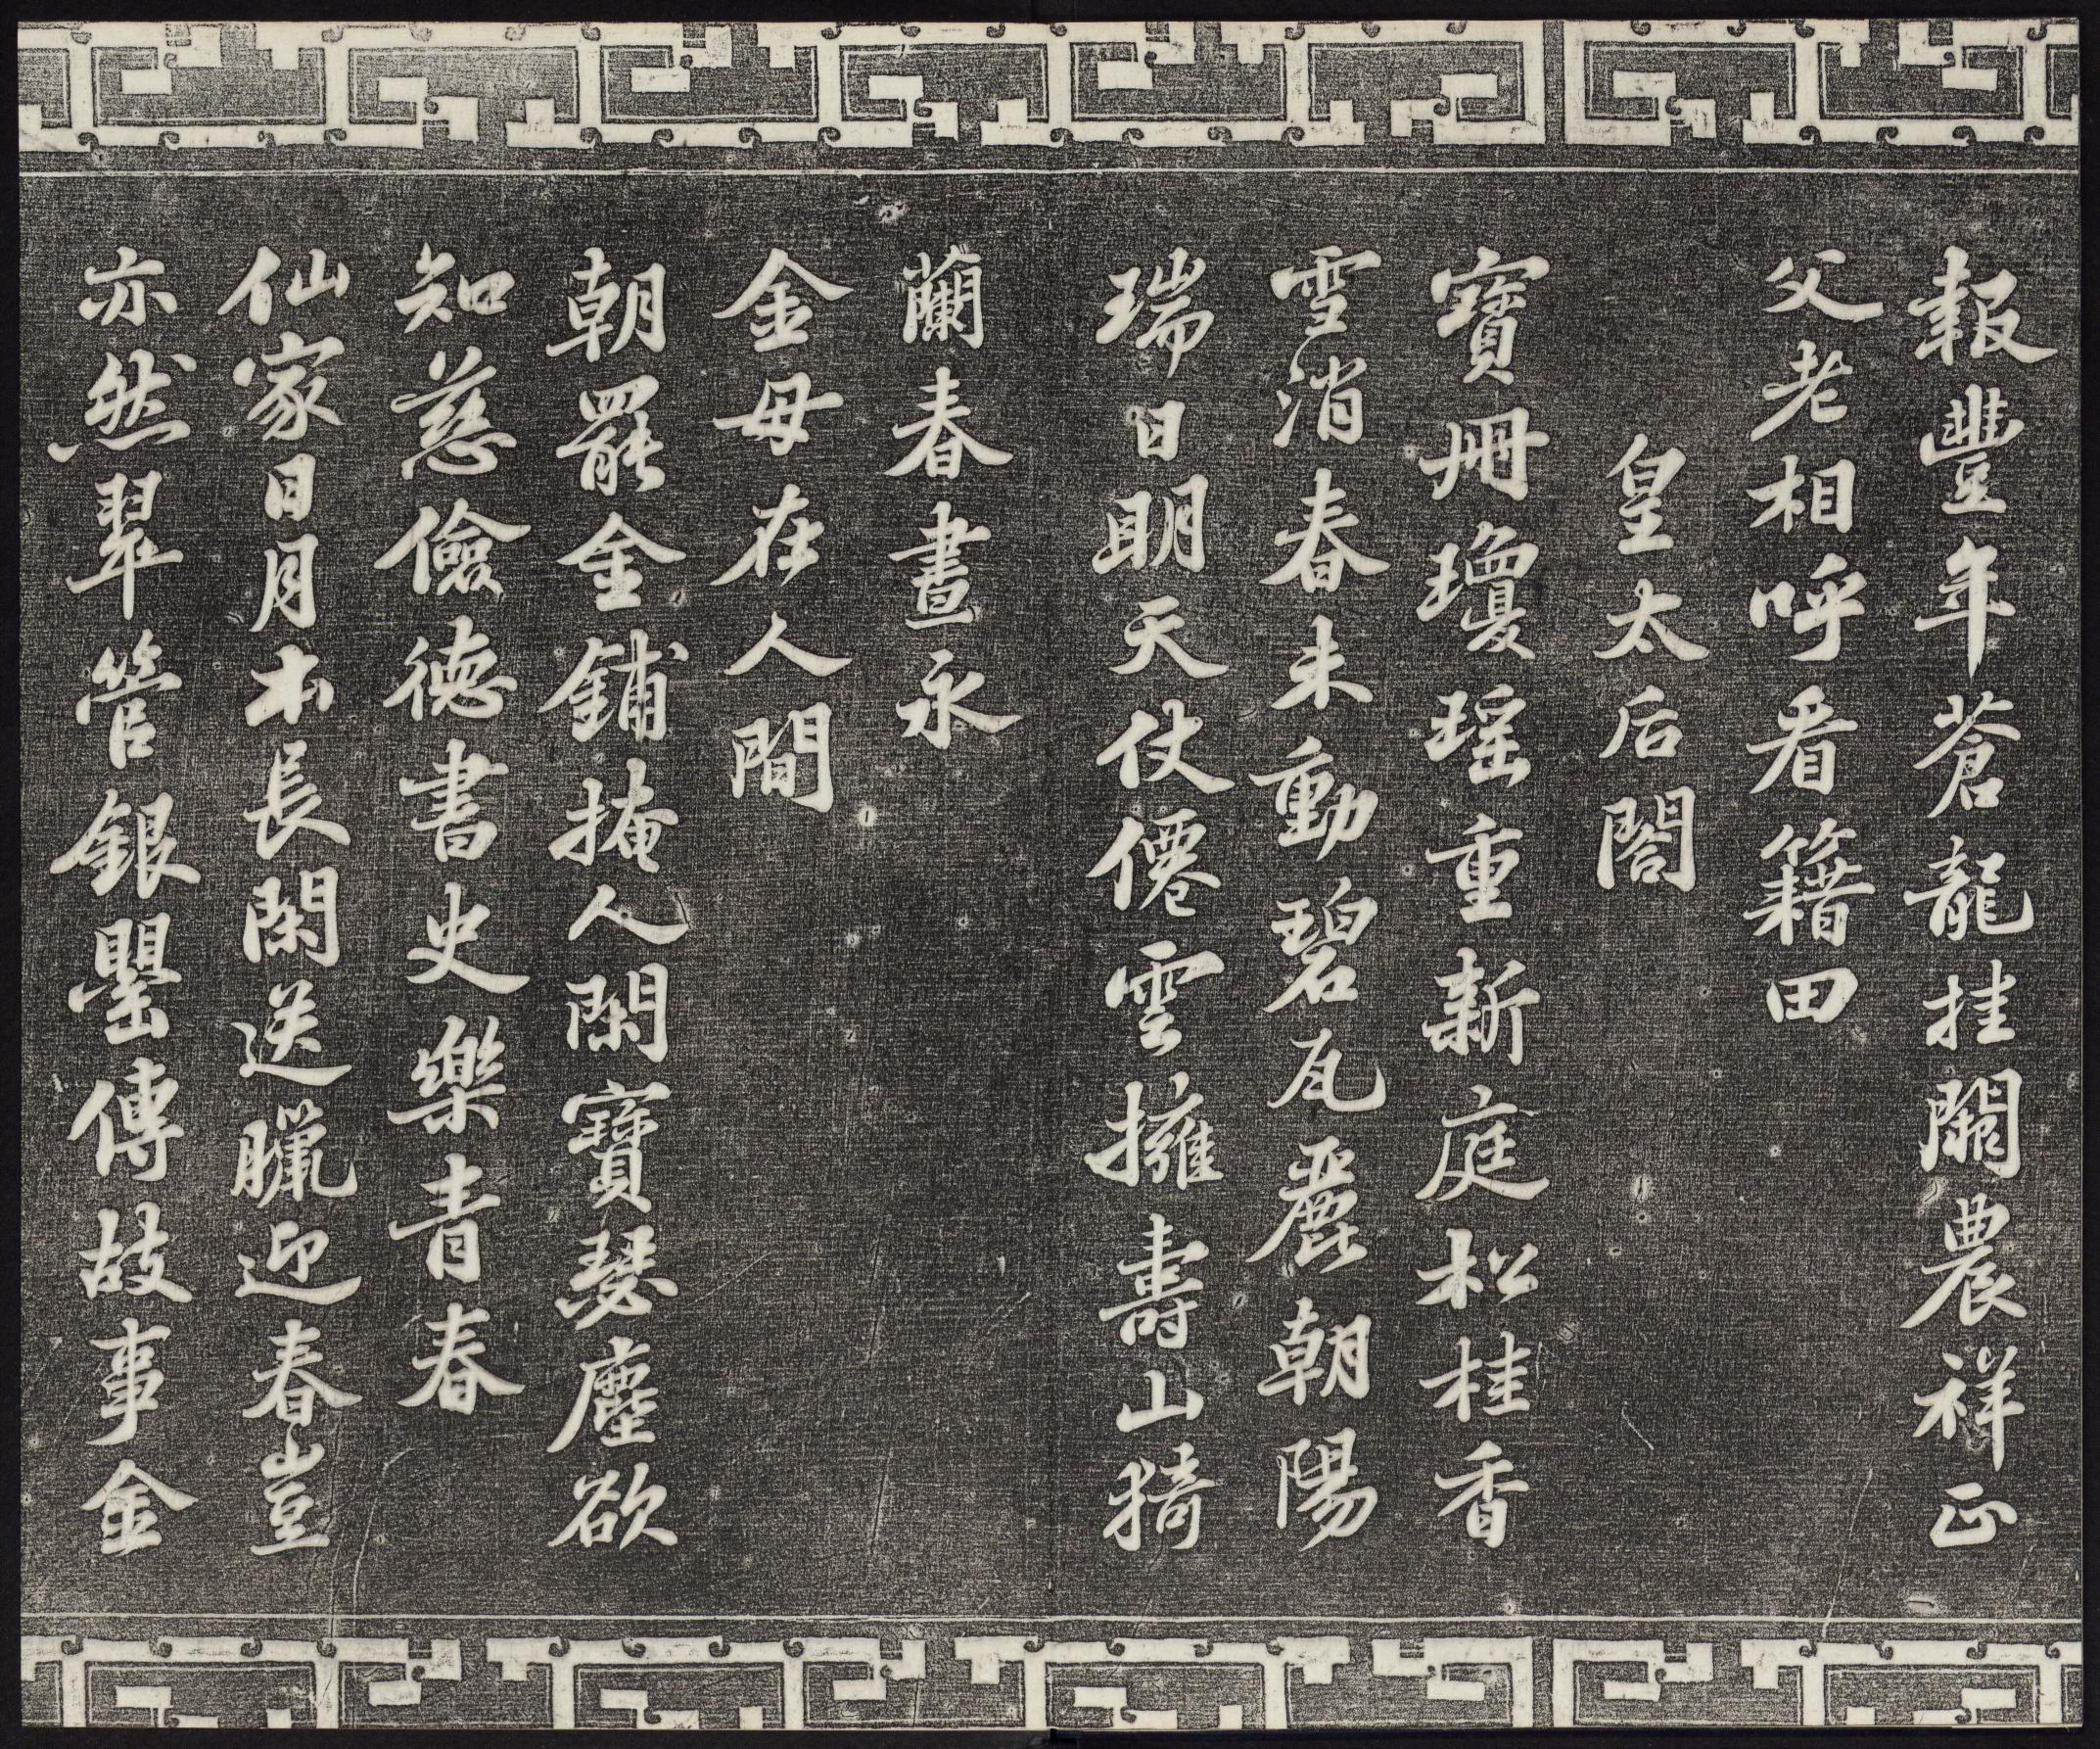 報豐年蒼龍挂闕農祥正
父老相呼看籍田
皇太后閤
寶冊瓊瑤重新庭松桂香
雪消春未動碧瓦麗朝陽
瑞日明天仗僊雲擁壽山猗
蘭春晝永
金母在人間
朝罷金鋪掩人閑寶瑟塵欲
知慈儉德書史樂青春
仙家日月本長閑送臘迎春豈
亦然翠管銀罌傳故事金